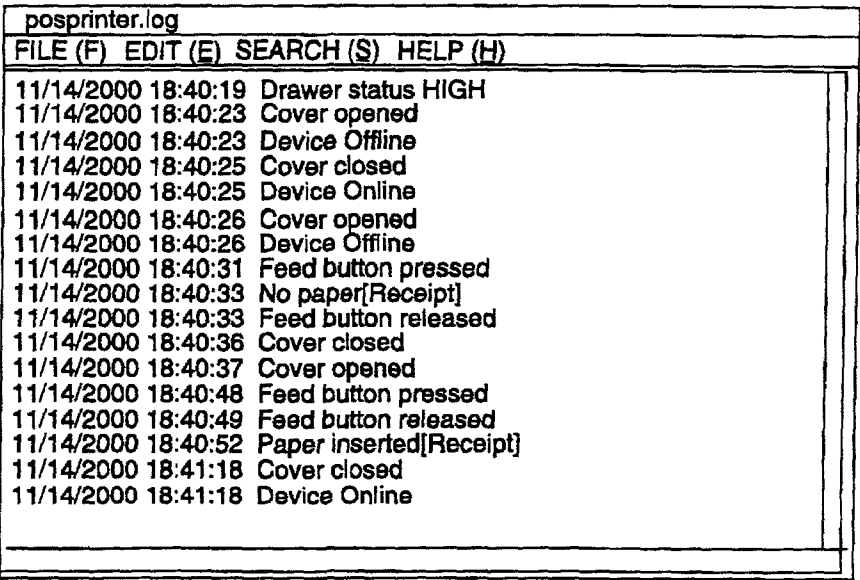 posprinter.log
FILE (F) EDIT (E) SEARCH (S) HELP (H)
11/14/2000 18:40:19 Drawer status HIGH
11/14/2000 18:40:23 Cover opened
11/14/2000 18:40:23 Device Offline
11/14/2000 18:40:25 Cover closed
11/14/2000 18:40:25 Device Online
11/14/2000 18:40:26 Cover opened
11/14/2000 18:40:26 Device Offline
11/14/2000 18:40:31 Feed button pressed
11/14/2000 18:40:33 No paper[Receipt]
11/14/2000 18:40:33 Feed button released
11/14/2000 18:40:36 Cover closed
11/14/2000 18:40:37 Cover opened
11/14/2000 18:40:48 Feed button pressed
11/14/2000 18:40:49 Feed button released
11/14/2000 18:40:52 Paper inserted[Receipt]
11/14/2000 18:41:18 Cover closed
11/14/2000 18:41:18 Device Online